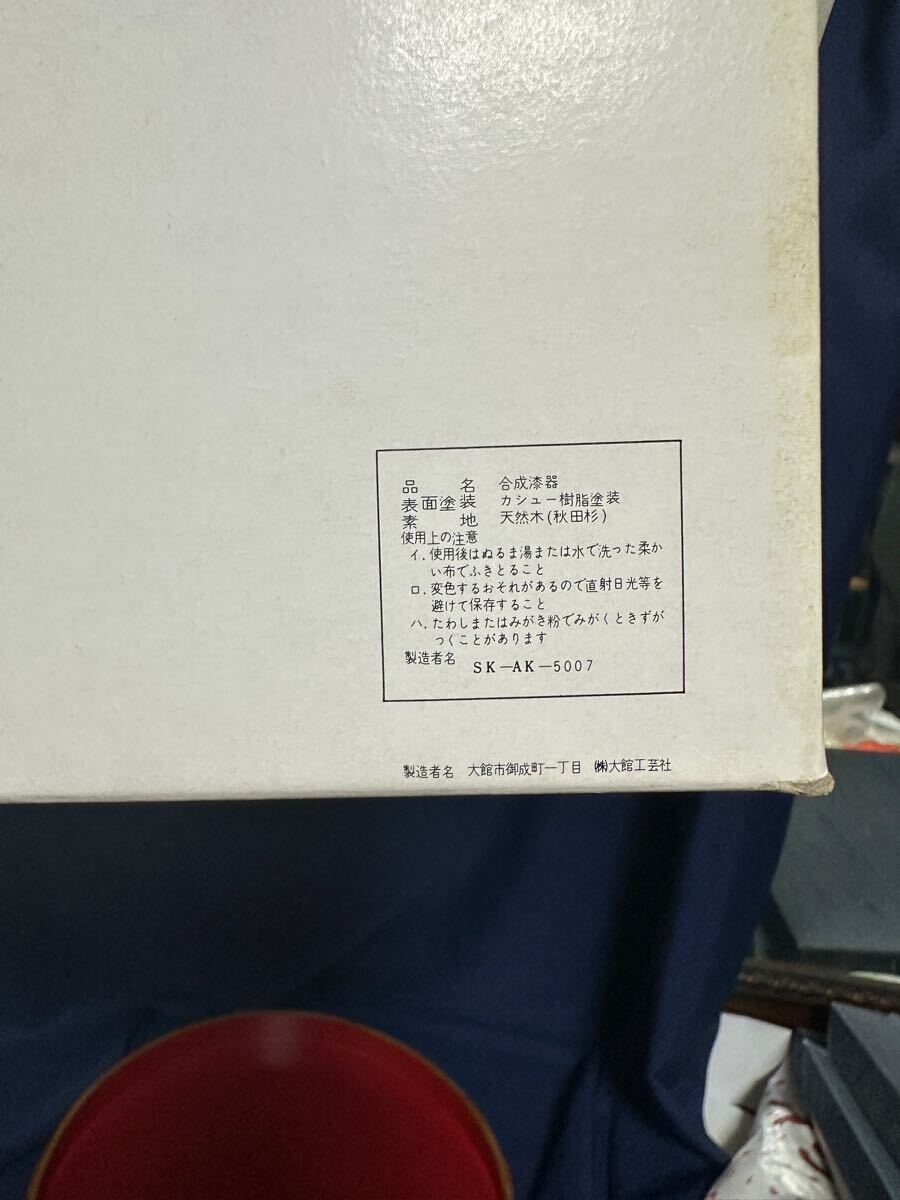 品　　名　合成漆器
表面塗装　カシュー樹脂塗装
素　　地　天然木(秋田杉)
使用上の注意
イ.使用後はぬるま湯または水で洗った柔か
い布でふきとること
ロ.変色するおそれがあるので直射日光等を
避けて保存すること
ハ.たわしまたはみがき粉でみがくときずが
つくことがあります
製造者名　SK－AK－5007
製造者名　大館市御成町一丁目　㈱大館工芸社